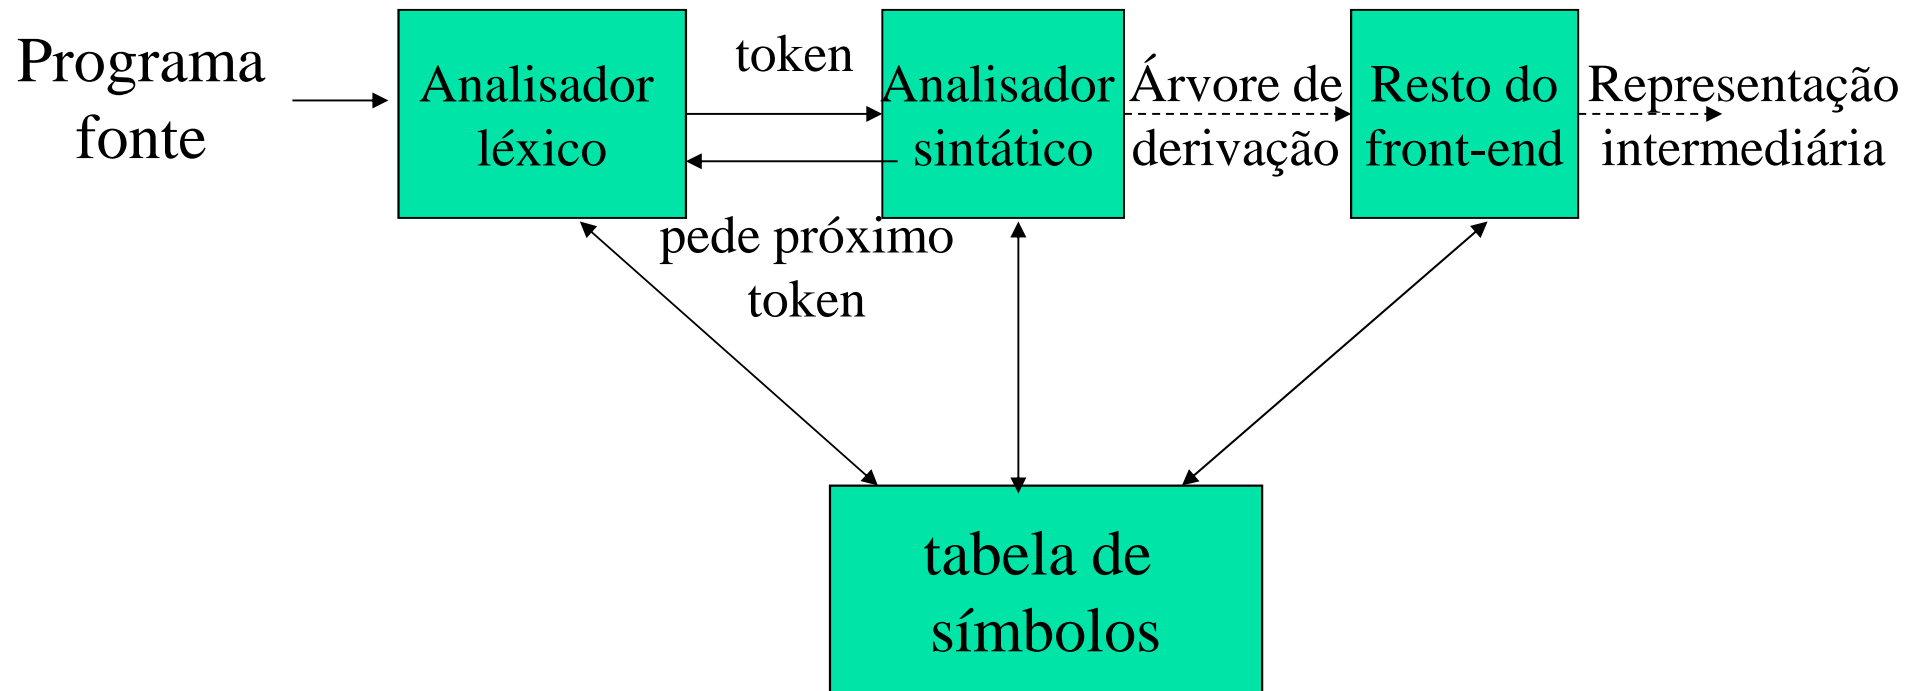 Programa
fonte
Analisador
léxico
token
pede próximo
token
Analisador
sintático
Árvore de
derivação
Resto do
front-end
Representação
intermediária
tabela de
símbolos